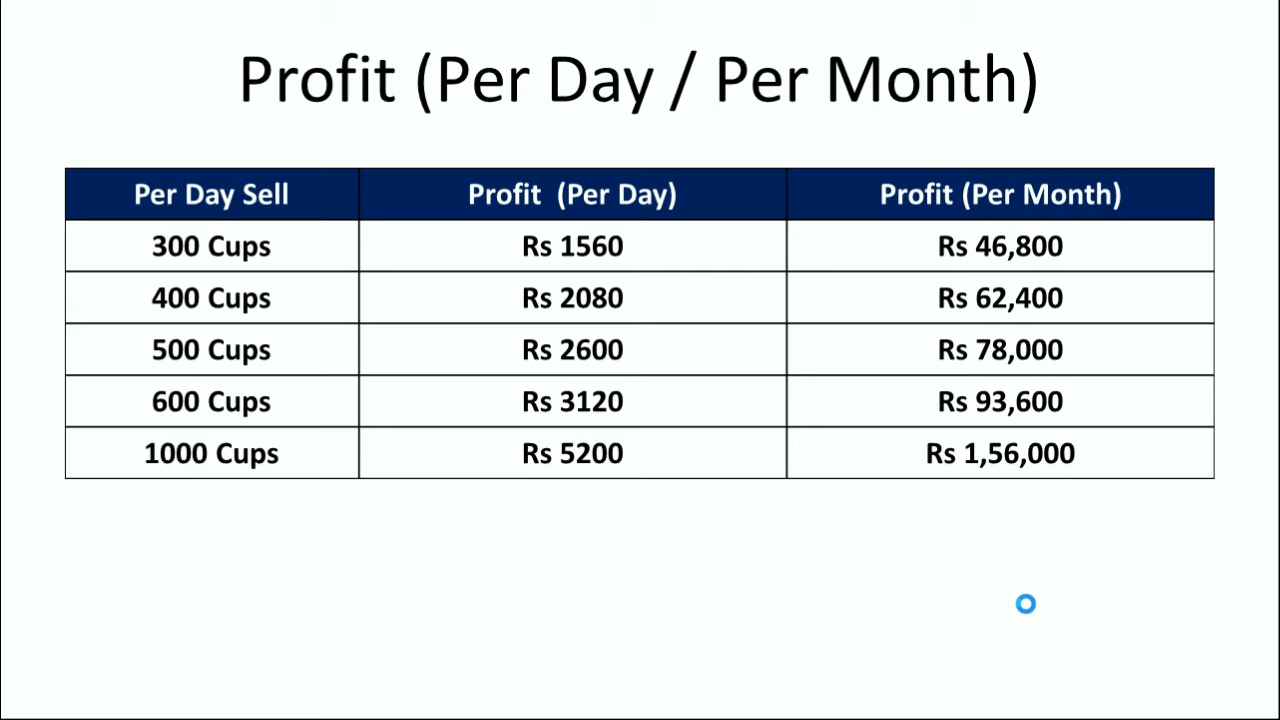 Profit (Per Day / Per Month)
Per Day Sell Profit (Per Day) Profit (Per Month)
300 Cups Rs 1560 Rs 46,800
400 Cups Rs 2080 Rs 62,400
500 Cups Rs 2600 Rs 78,000
600 Cups Rs 3120 Rs 93,600
1000 Cups Rs 5200 Rs 1,56,000